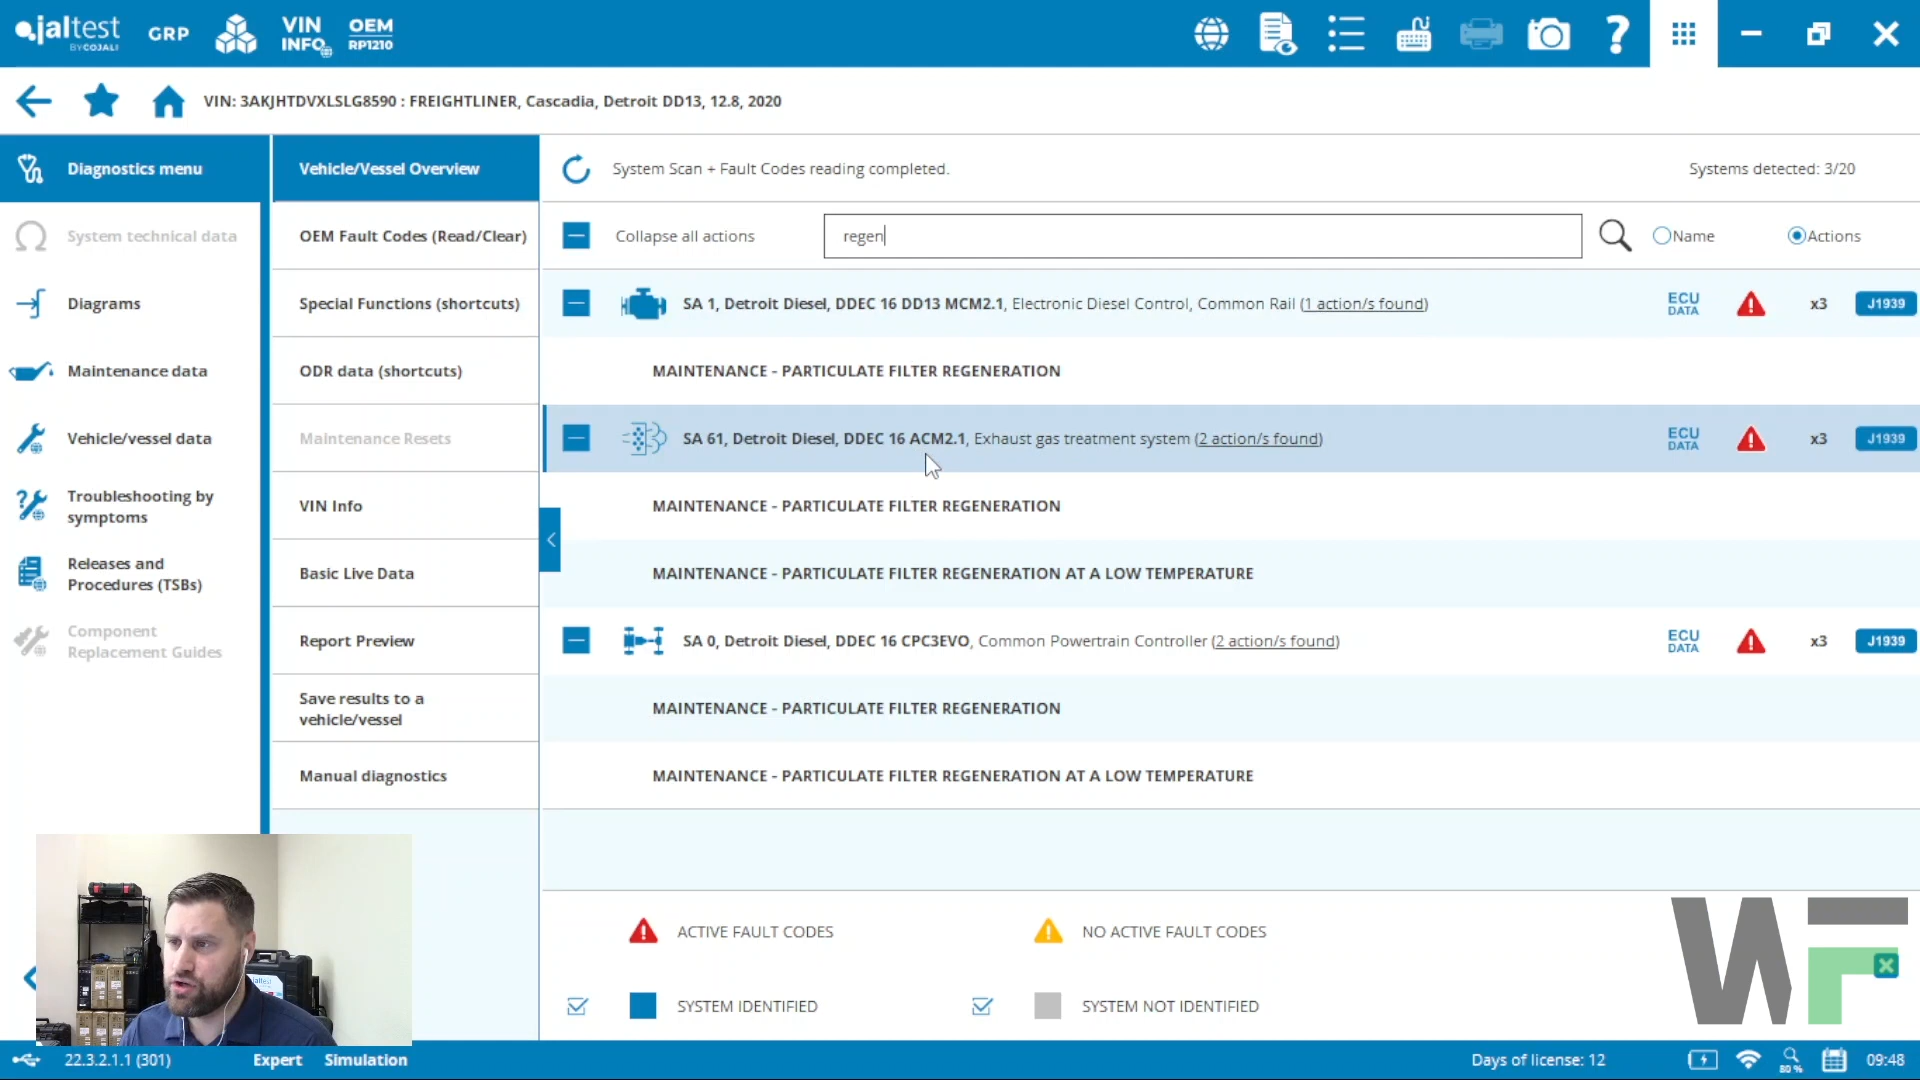 jaltest
BY COJALI
GRP
VIN
INFO
OEM
RP1210
VIN: 3AKJHTDVXLSLG8590 : FREIGHTLINER, Cascadia, Detroit DD13, 12.8, 2020
Diagnostics menu
System technical data
Diagrams
Maintenance data
Vehicle/vessel data
Troubleshooting by
symptoms
Releases and
Procedures (TSBs)
Component
Replacement Guides
Vehicle/Vessel Overview
OEM Fault Codes (Read/Clear)
Special Functions (shortcuts)
ODR data (shortcuts)
Maintenance Resets
VIN Info
Basic Live Data
Report Preview
Save results to a
vehicle/vessel
Manual diagnostics
System Scan + Fault Codes reading completed.
Systems detected: 3/20
Collapse all actions
regen
Name
Actions
SA 1, Detroit Diesel, DDEC 16 DD13 MCM2.1, Electronic Diesel Control, Common Rail (1 action/s found)
ECU
DATA
x3
J1939
MAINTENANCE - PARTICULATE FILTER REGENERATION
SA 61, Detroit Diesel, DDEC 16 ACM2.1, Exhaust gas treatment system (2 action/s found)
ECU
DATA
x3
J1939
MAINTENANCE - PARTICULATE FILTER REGENERATION
MAINTENANCE - PARTICULATE FILTER REGENERATION AT A LOW TEMPERATURE
SA 0, Detroit Diesel, DDEC 16 CPC3EVO, Common Powertrain Controller (2 action/s found)
ECU
DATA
x3
J1939
MAINTENANCE - PARTICULATE FILTER REGENERATION
MAINTENANCE - PARTICULATE FILTER REGENERATION AT A LOW TEMPERATURE
ACTIVE FAULT CODES
NO ACTIVE FAULT CODES
SYSTEM IDENTIFIED
SYSTEM NOT IDENTIFIED
jaltest
WF
22.3.2.1.1 (301)
Expert
Simulation
Days of license: 12
80 %
09:48